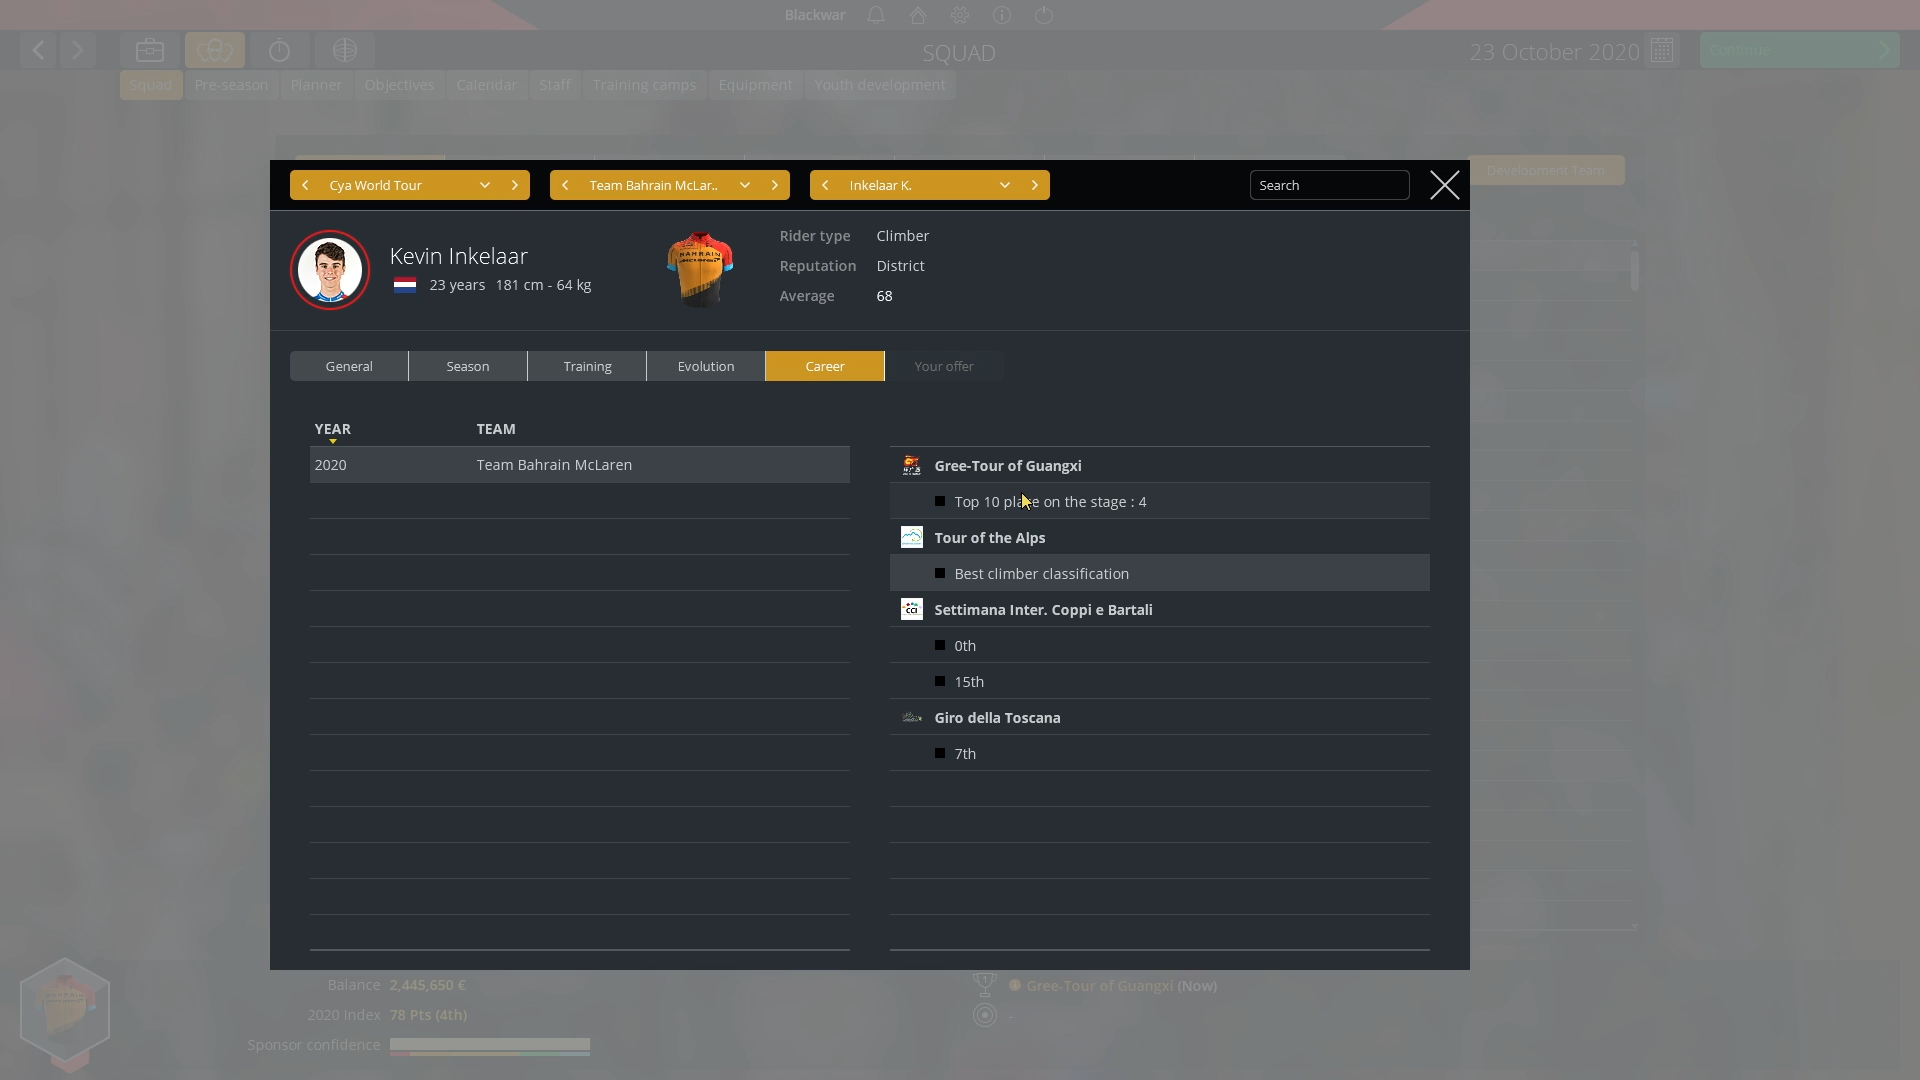 Blackwar
SQUAD
23 October 2020
Continue
Squad
Pre-season
Planner
Objectives
Calendar
Staff
Training camps
Equipment
Youth development
Development Team
Cya World Tour
Team Bahrain McLar..
Inkelaar K.
Search
Kevin Inkelaar
23 years 181 cm - 64 kg
BAHRAIN
Rider type Climber
Reputation District
Average 68
General
Season
Training
Evolution
Career
Your offer
YEAR TEAM
2020 Team Bahrain McLaren
Gree-Tour of Guangxi
Top 10 place on the stage : 4
Tour of the Alps
Best climber classification
CCI
Settimana Inter. Coppi e Bartali
0th
15th
Giro della Toscana
7th
Balance 2,445,650 €
2020 Index 78 Pts (4th)
Sponsor confidence
Gree-Tour of Guangxi (Now)
-